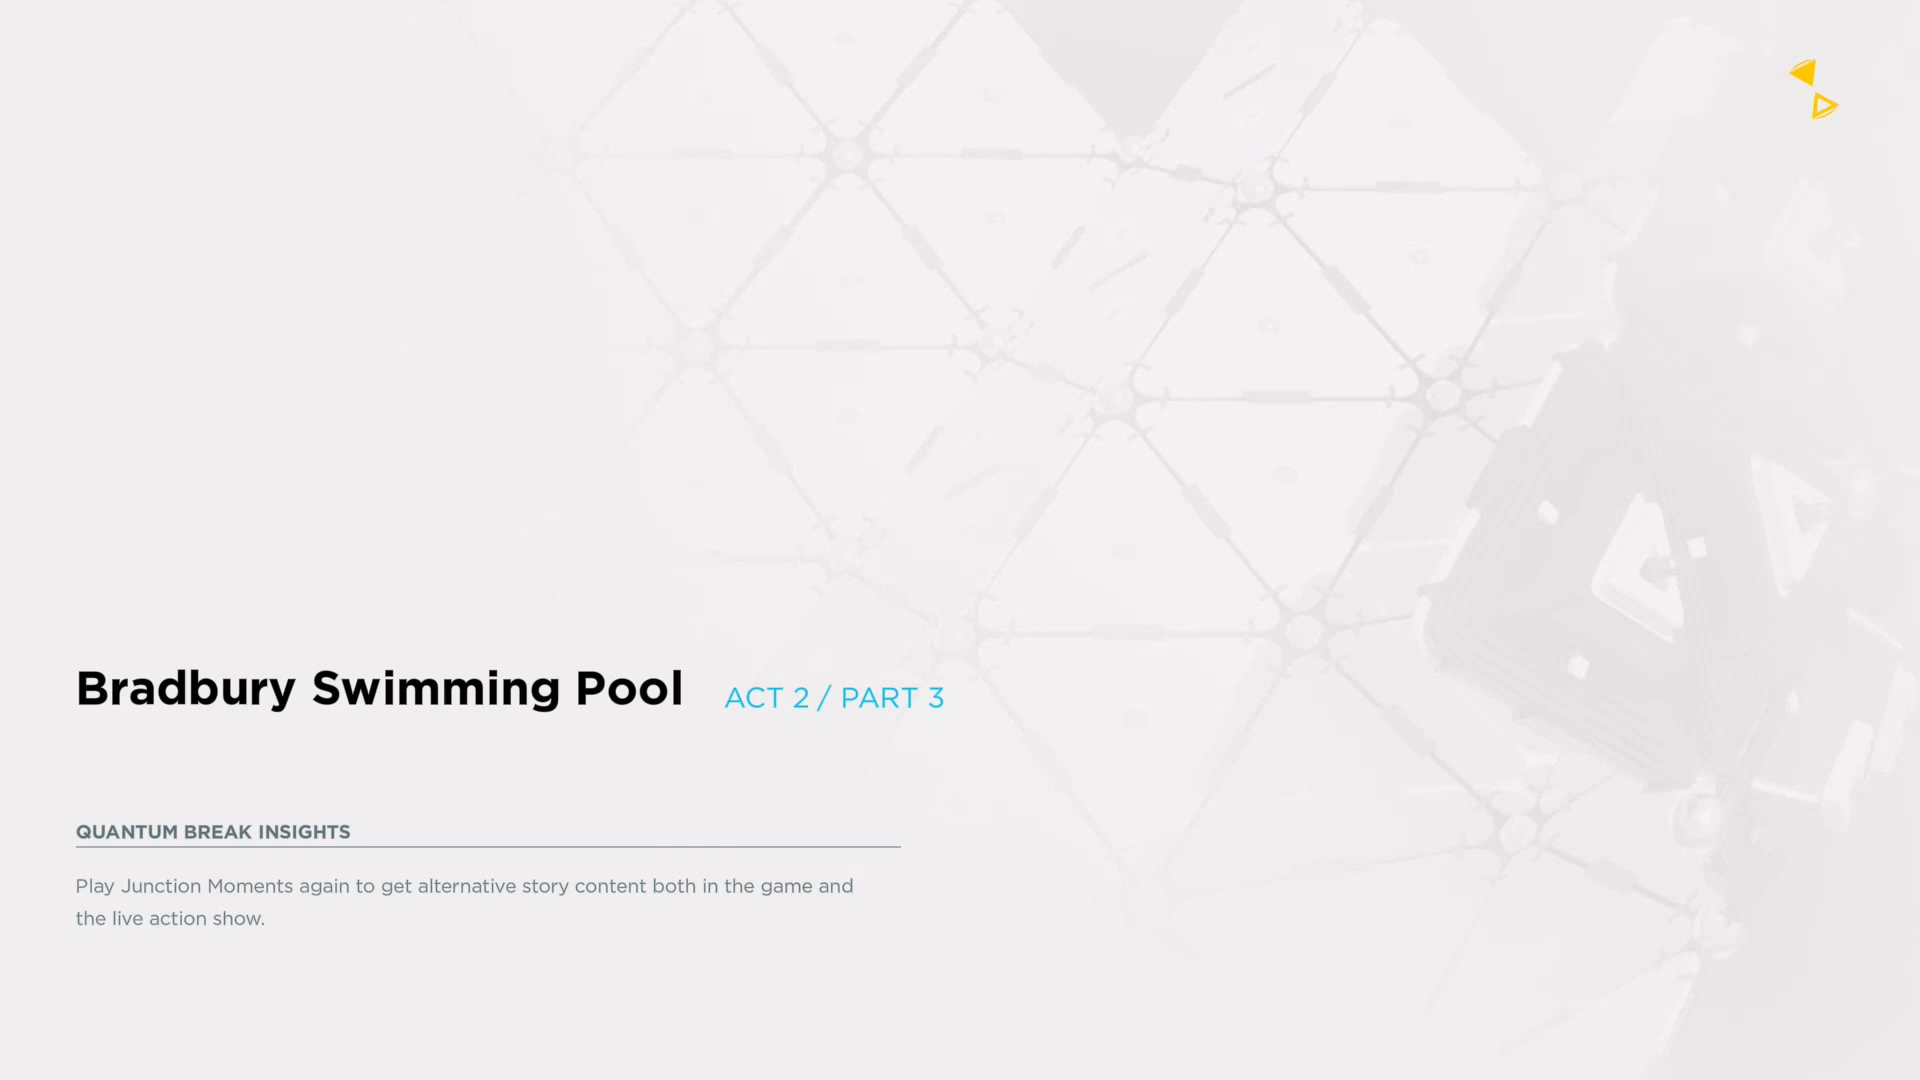 Bradbury Swimming Pool ACT 2 / PART 3
QUANTUM BREAK INSIGHTS
Play Junction Moments again to get alternative story content both in the game and
the live action show.